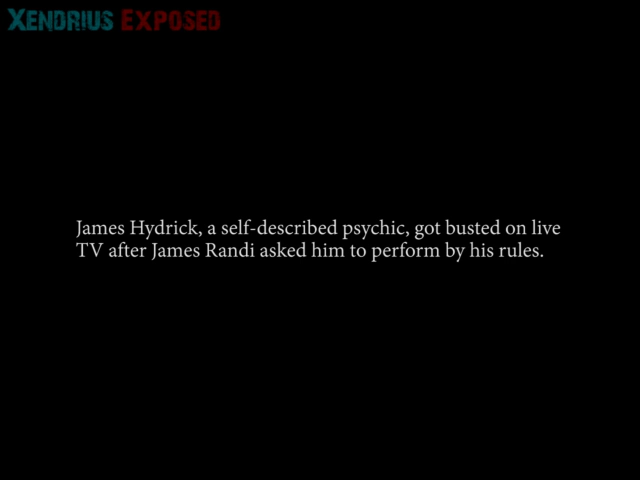 Xendrius Exposed
James Hydrick, a self-described psychic, got busted on live
TV after James Randi asked him to perform by his rules.